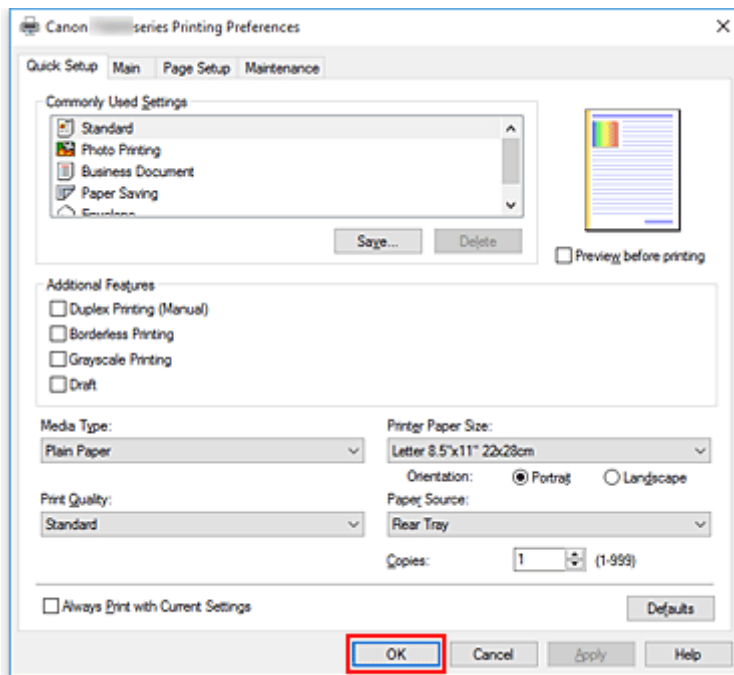 Canon series Printing Preferences
Quick Setup Main Page Setup Maintenance
Commonly Used Settings
Standard
Photo Printing
Business Document
Paper Saving
Envelope
Save... Delete
Preview before printing
Additional Features
Duplex Printing (Manual)
Borderless Printing
Grayscale Printing
Draft
Media Type: Printer Paper Size:
Plain Paper Letter 8.5"x11" 22x28cm
Orientation: Portrait Landscape
Print Quality: Paper Source:
Standard Rear Tray
Copies: 1 (1-999)
Always Print with Current Settings Defaults
OK Cancel Apply Help